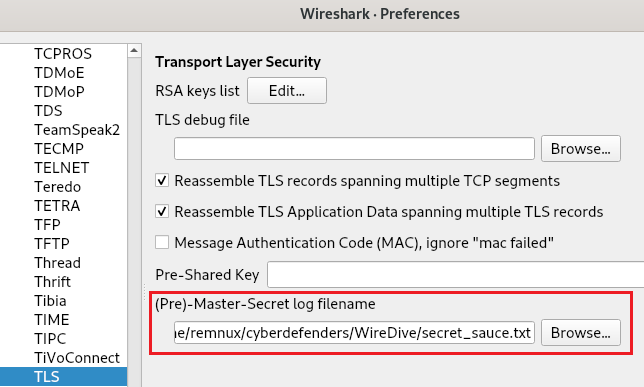 Wireshark · Preferences
TCPROS
TDMoE
TDMoP
TDS
TeamSpeak2
TECMP
TELNET
Teredo
TETRA
TFP
TFTP
Thread
Thrift
Tibia
TIME
TIPC
TiVoConnect
TLS
Transport Layer Security
RSA keys list Edit...
TLS debug file
Browse...
Reassemble TLS records spanning multiple TCP segments
Reassemble TLS Application Data spanning multiple TLS records
Message Authentication Code (MAC), ignore "mac failed"
Pre-Shared Key
(Pre)-Master-Secret log filename
e/remnux/cyberdefenders/WireDive/secret_sauce.txt Browse...